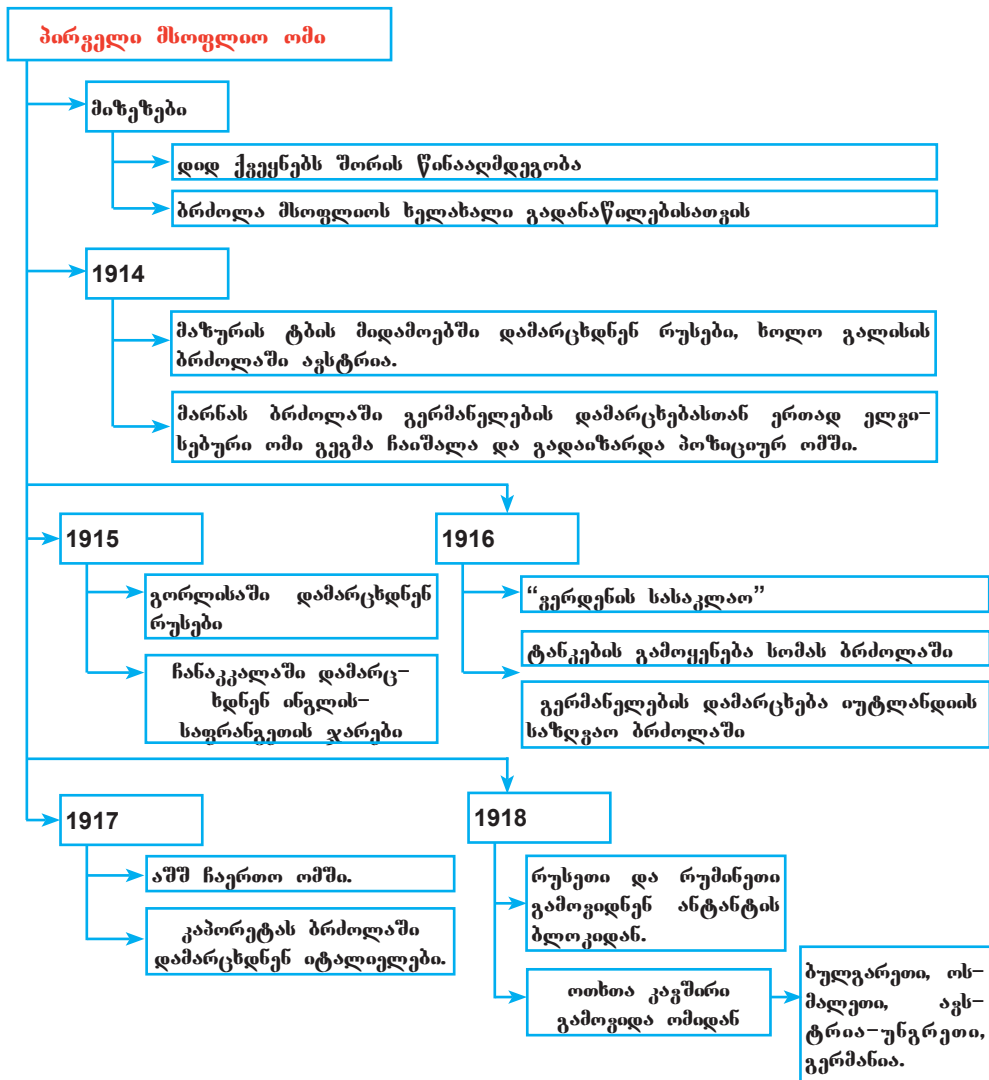 პირველი მსოფლიო ომი
მიზეზები
დიდ ქვეყნებს შორის წინააღმდეგობა
ბრძოლა მსოფლიოს ხელახალი გადანაწილებისათვის
1914
მაზურის ტბის მიდამოებში დამარცხდნენ რუსები, ხოლო გალისის
ბრძოლაში ავსტრია.
მარნას ბრძოლაში გერმანელების დამარცხებასთან ერთად ელვი-
სებური ომი გეგმა ჩაიშალა და გადაიზარდა პოზიციურ ომში.
1915
გორლისაში დამარცხდნენ
რუსები
ჩანაკკალაში დამარც-
ხდნენ ინგლის-
საფრანგეთის ჯარები
1916
“ვერდენის სასაკლაო”
ტანკების გამოყენება სომას ბრძოლაში
გერმანელების დამარცხება იუტლანდიის
საზღვაო ბრძოლაში
1917
აშშ ჩაერთო ომში.
კაპორეტას ბრძოლაში
დამარცხდნენ იტალიელები.
1918
რუსეთი და რუმინეთი
გამოვიდნენ ანტანტის
ბლოკიდან.
ოთხთა კავშირი
გამოვიდა ომიდან
ბულგარეთი, ოს-
მალეთი, ავს-
ტრია-უნგრეთი,
გერმანია.